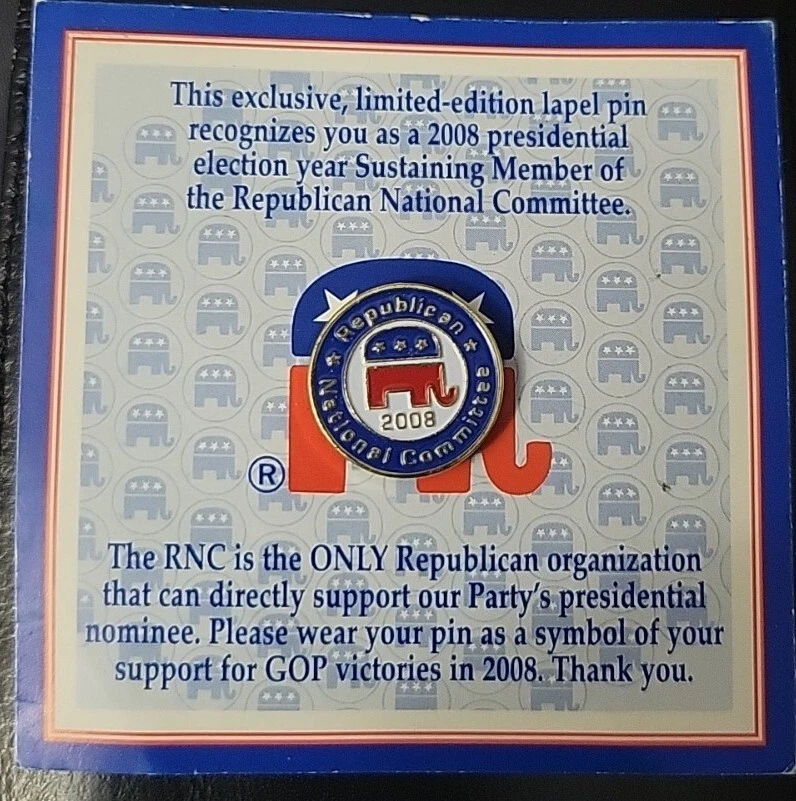 This exclusive, limited-edition lapel pin
recognizes you as a 2008 presidential
election year Sustaining Member of
the Republican National Committee.
Republican
National Committee
2008
®
The RNC is the ONLY Republican organization
that can directly support our Party's presidential
nominee. Please wear your pin as a symbol of your
support for GOP victories in 2008. Thank you.